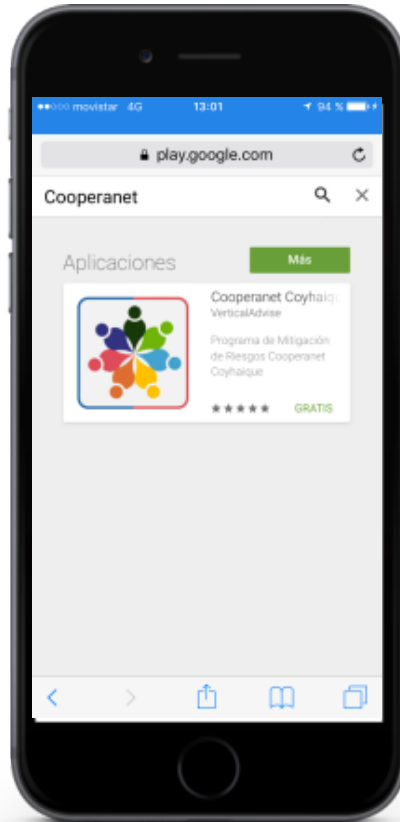 movistar 4G 13:01 94 %
play.google.com
Cooperanet
Aplicaciones Más
Cooperanet Coyhaiq
VerticalAdvise
Programa de Mitigación
de Riesgos Cooperanet
Coyhaique
GRATIS